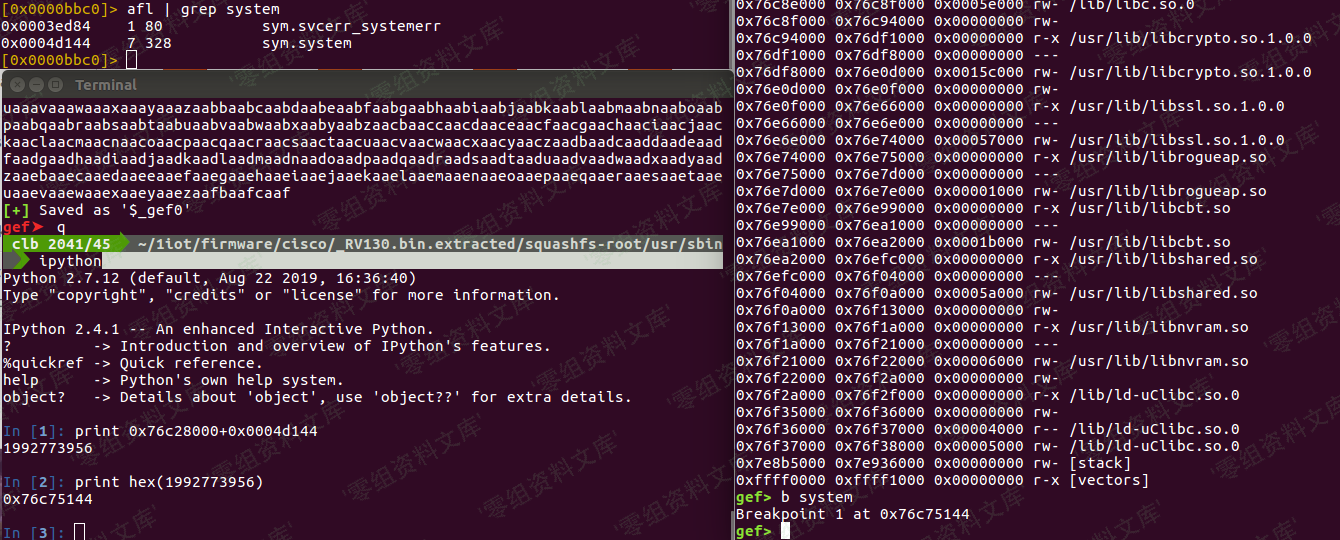 [0x0000bbc0]> afl | grep system
0x0003ed84 1 80 sym.svcerr_systemerr
0x0004d144 7 328 sym.system
[0x0000bbc0]>
Terminal
uaaavaaawaaaxaaayaaazaabbaabcaabdaabeaabfaabgaabhaabiaabjaabkaablaabmaabnaaboaab
paabqaabraabsaabtaabuaabvaabwaabxaabyaabzaacbaaccaacdaaceaacfaacgaachaaciaacjaac
kaaclaacmaacnaacoaacpaacqaacraacsaactaacuaacvaacwaacxaacyaaczaadbaadcaaddaadeaad
faadgaadhaadiaadjaadkaadlaadmaadnaadoaadpaadqaadraadsaadtaaduaadvaadwaadxaadyaad
zaaebaaecaaedaaeeaaefaaegaaehaaeiaaejaaekaaelaaemaaenaaeoaaepaaeqaaeraaesaaetaae
uaaevaaewaaexaaeyaaezaafbaafcaaf
[+] Saved as '$_gef0'
gef➤ q
clb 2041/45 ~/1iot/firmware/cisco/_RV130.bin.extracted/squashfs-root/usr/sbin
ipython
Python 2.7.12 (default, Aug 22 2019, 16:36:40)
Type "copyright", "credits" or "license" for more information.
IPython 2.4.1 -- An enhanced Interactive Python.
? -> Introduction and overview of IPython's features.
%quickref -> Quick reference.
help -> Python's own help system.
object? -> Details about 'object', use 'object??' for extra details.
In [1]: print 0x76c28000+0x0004d144
1992773956
In [2]: print hex(1992773956)
0x76c75144
In [3]:
0x76c8e000 0x76c8f000 0x0005e000 rw- /lib/libc.so.0
0x76c8f000 0x76c94000 0x00000000 rw-
0x76c94000 0x76df1000 0x00000000 r-x /usr/lib/libcrypto.so.1.0.0
0x76df1000 0x76df8000 0x00000000 ---
0x76df8000 0x76e0d000 0x0015c000 rw- /usr/lib/libcrypto.so.1.0.0
0x76e0d000 0x76e0f000 0x00000000 rw-
0x76e0f000 0x76e66000 0x00000000 r-x /usr/lib/libssl.so.1.0.0
0x76e66000 0x76e6e000 0x00000000 ---
0x76e6e000 0x76e74000 0x00057000 rw- /usr/lib/libssl.so.1.0.0
0x76e74000 0x76e75000 0x00000000 r-x /usr/lib/librogueap.so
0x76e75000 0x76e7d000 0x00000000 ---
0x76e7d000 0x76e7e000 0x00001000 rw- /usr/lib/librogueap.so
0x76e7e000 0x76e99000 0x00000000 r-x /usr/lib/libcbt.so
0x76e99000 0x76ea1000 0x00000000 ---
0x76ea1000 0x76ea2000 0x0001b000 rw- /usr/lib/libcbt.so
0x76ea2000 0x76efc000 0x00000000 r-x /usr/lib/libshared.so
0x76efc000 0x76f04000 0x00000000 ---
0x76f04000 0x76f0a000 0x0005a000 rw- /usr/lib/libshared.so
0x76f0a000 0x76f13000 0x00000000 rw-
0x76f13000 0x76f1a000 0x00000000 r-x /usr/lib/libnvram.so
0x76f1a000 0x76f21000 0x00000000 ---
0x76f21000 0x76f22000 0x00006000 rw- /usr/lib/libnvram.so
0x76f22000 0x76f2a000 0x00000000 rw-
0x76f2a000 0x76f2f000 0x00000000 r-x /lib/ld-uClibc.so.0
0x76f35000 0x76f36000 0x00000000 rw-
0x76f36000 0x76f37000 0x00004000 r-- /lib/ld-uClibc.so.0
0x76f37000 0x76f38000 0x00005000 rw- /lib/ld-uClibc.so.0
0x7e8b5000 0x7e936000 0x00000000 rw- [stack]
0xffff0000 0xffff1000 0x00000000 r-x [vectors]
gef> b system
Breakpoint 1 at 0x76c75144
gef>
'零组资料文库'